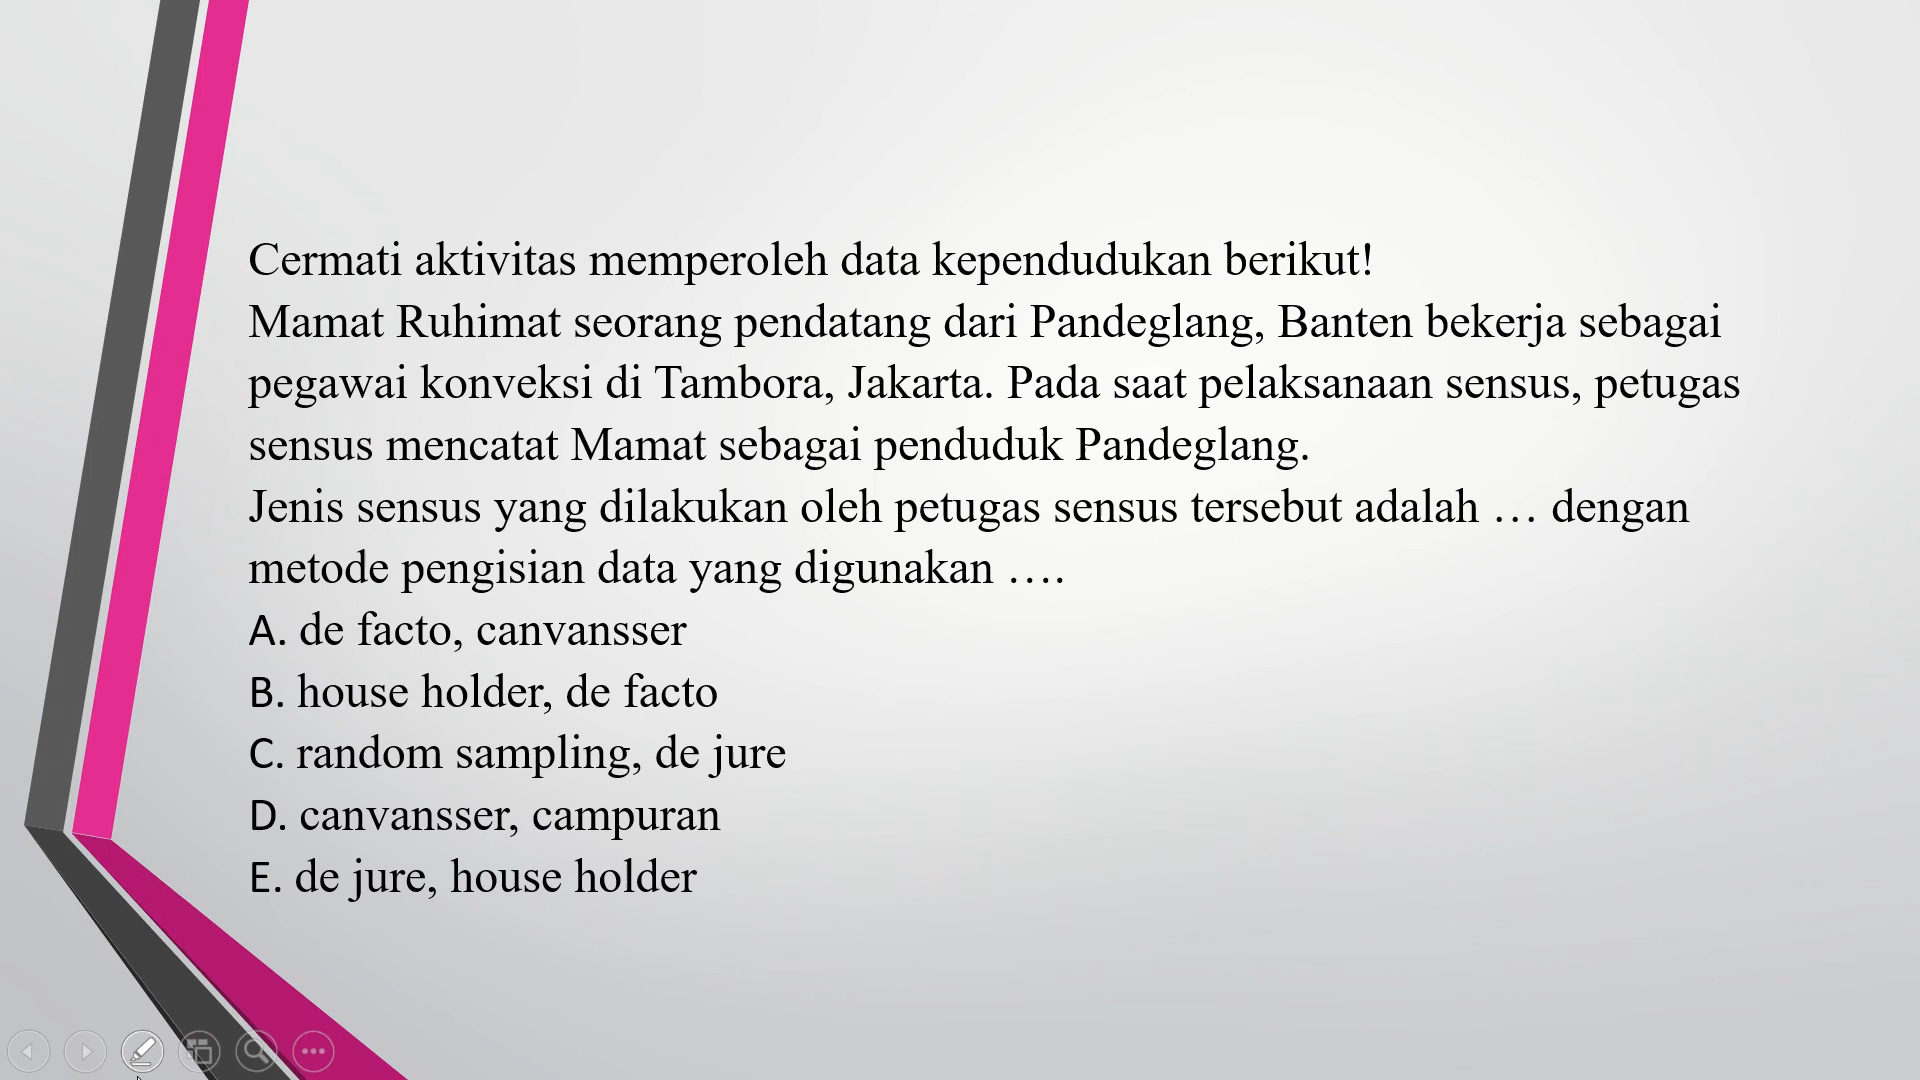 Cermati aktivitas memperoleh data kependudukan berikut!
Mamat Ruhimat seorang pendatang dari Pandeglang, Banten bekerja sebagai
pegawai konveksi di Tambora, Jakarta. Pada saat pelaksanaan sensus, petugas
sensus mencatat Mamat sebagai penduduk Pandeglang.
Jenis sensus yang dilakukan oleh petugas sensus tersebut adalah … dengan
metode pengisian data yang digunakan ….
A. de facto, canvansser
B. house holder, de facto
C. random sampling, de jure
D. canvansser, campuran
E. de jure, house holder